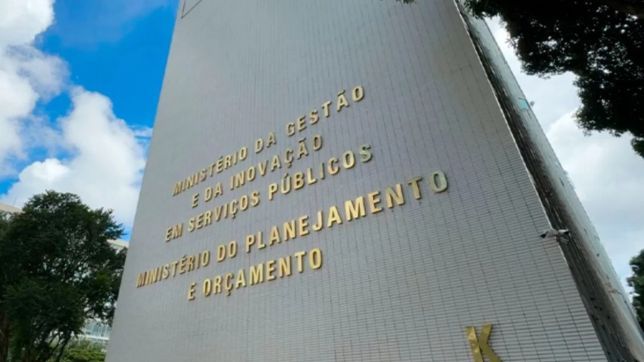 MINISTÉRIO DA GESTÃO
E DA INOVAÇÃO
EM SERVIÇOS PÚBLICOS
MINISTÉRIO DO PLANEJAMENTO
E ORÇAMENTO
K